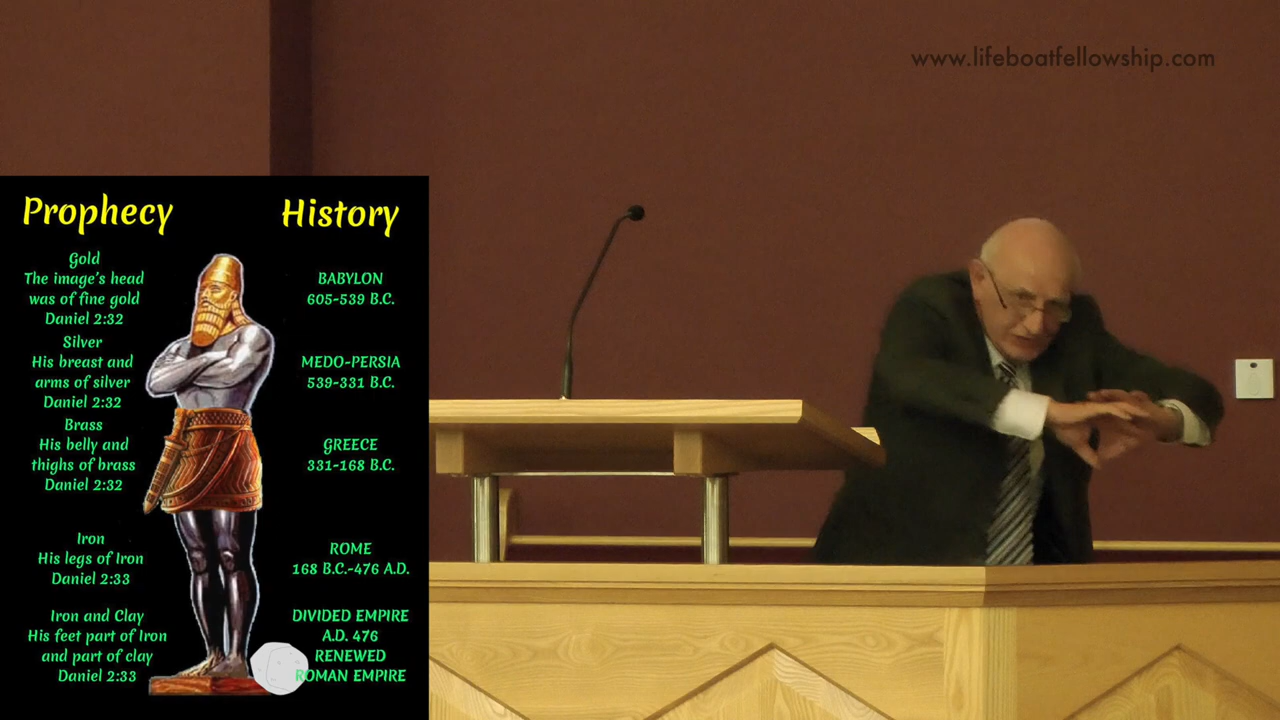 www.lifeboatfellowship.com
Prophecy
History
Gold
The image's head
was of fine gold
Daniel 2:32
BABYLON
605-539 B.C.
Silver
His breast and
arms of silver
Daniel 2:32
MEDO-PERSIA
539-331 B.C.
Brass
His belly and
thighs of brass
Daniel 2:32
GREECE
331-168 B.C.
Iron
His legs of Iron
Daniel 2:33
ROME
168 B.C.-476 A.D.
Iron and Clay
His feet part of Iron
and part of clay
Daniel 2:33
DIVIDED EMPIRE
A.D. 476
RENEWED
ROMAN EMPIRE